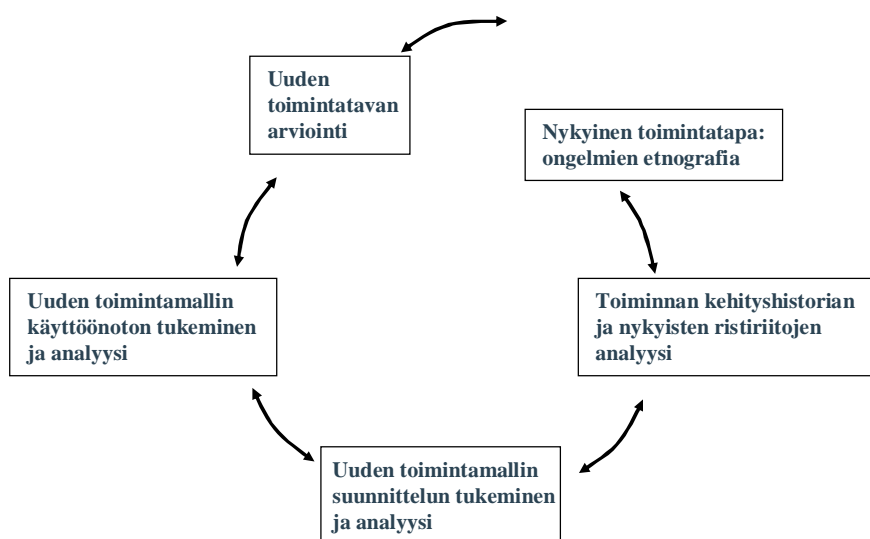 Uuden
toimintatavan
arviointi
Nykyinen toimintatapa:
ongelmien etnografia
Uuden toimintamallin
käyttöönoton tukeminen
ja analyysi
Toiminnan kehityshistorian
ja nykyisten ristiritojen
analyysi
Uuden toimintamallin
suunnittelun tukeminen
ja analyysi